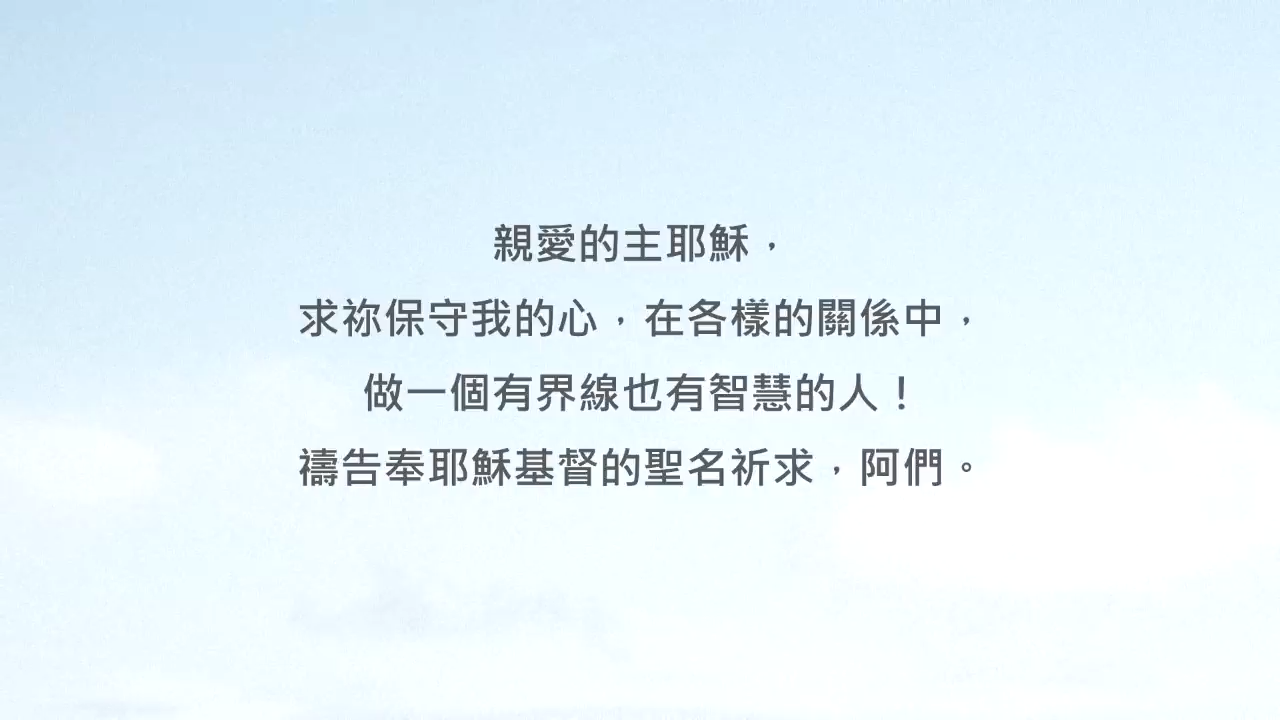 親愛的主耶穌，
求祢保守我的心，在各樣的關係中，
做一個有界線也有智慧的人！
禱告奉耶穌基督的聖名祈求，阿們。